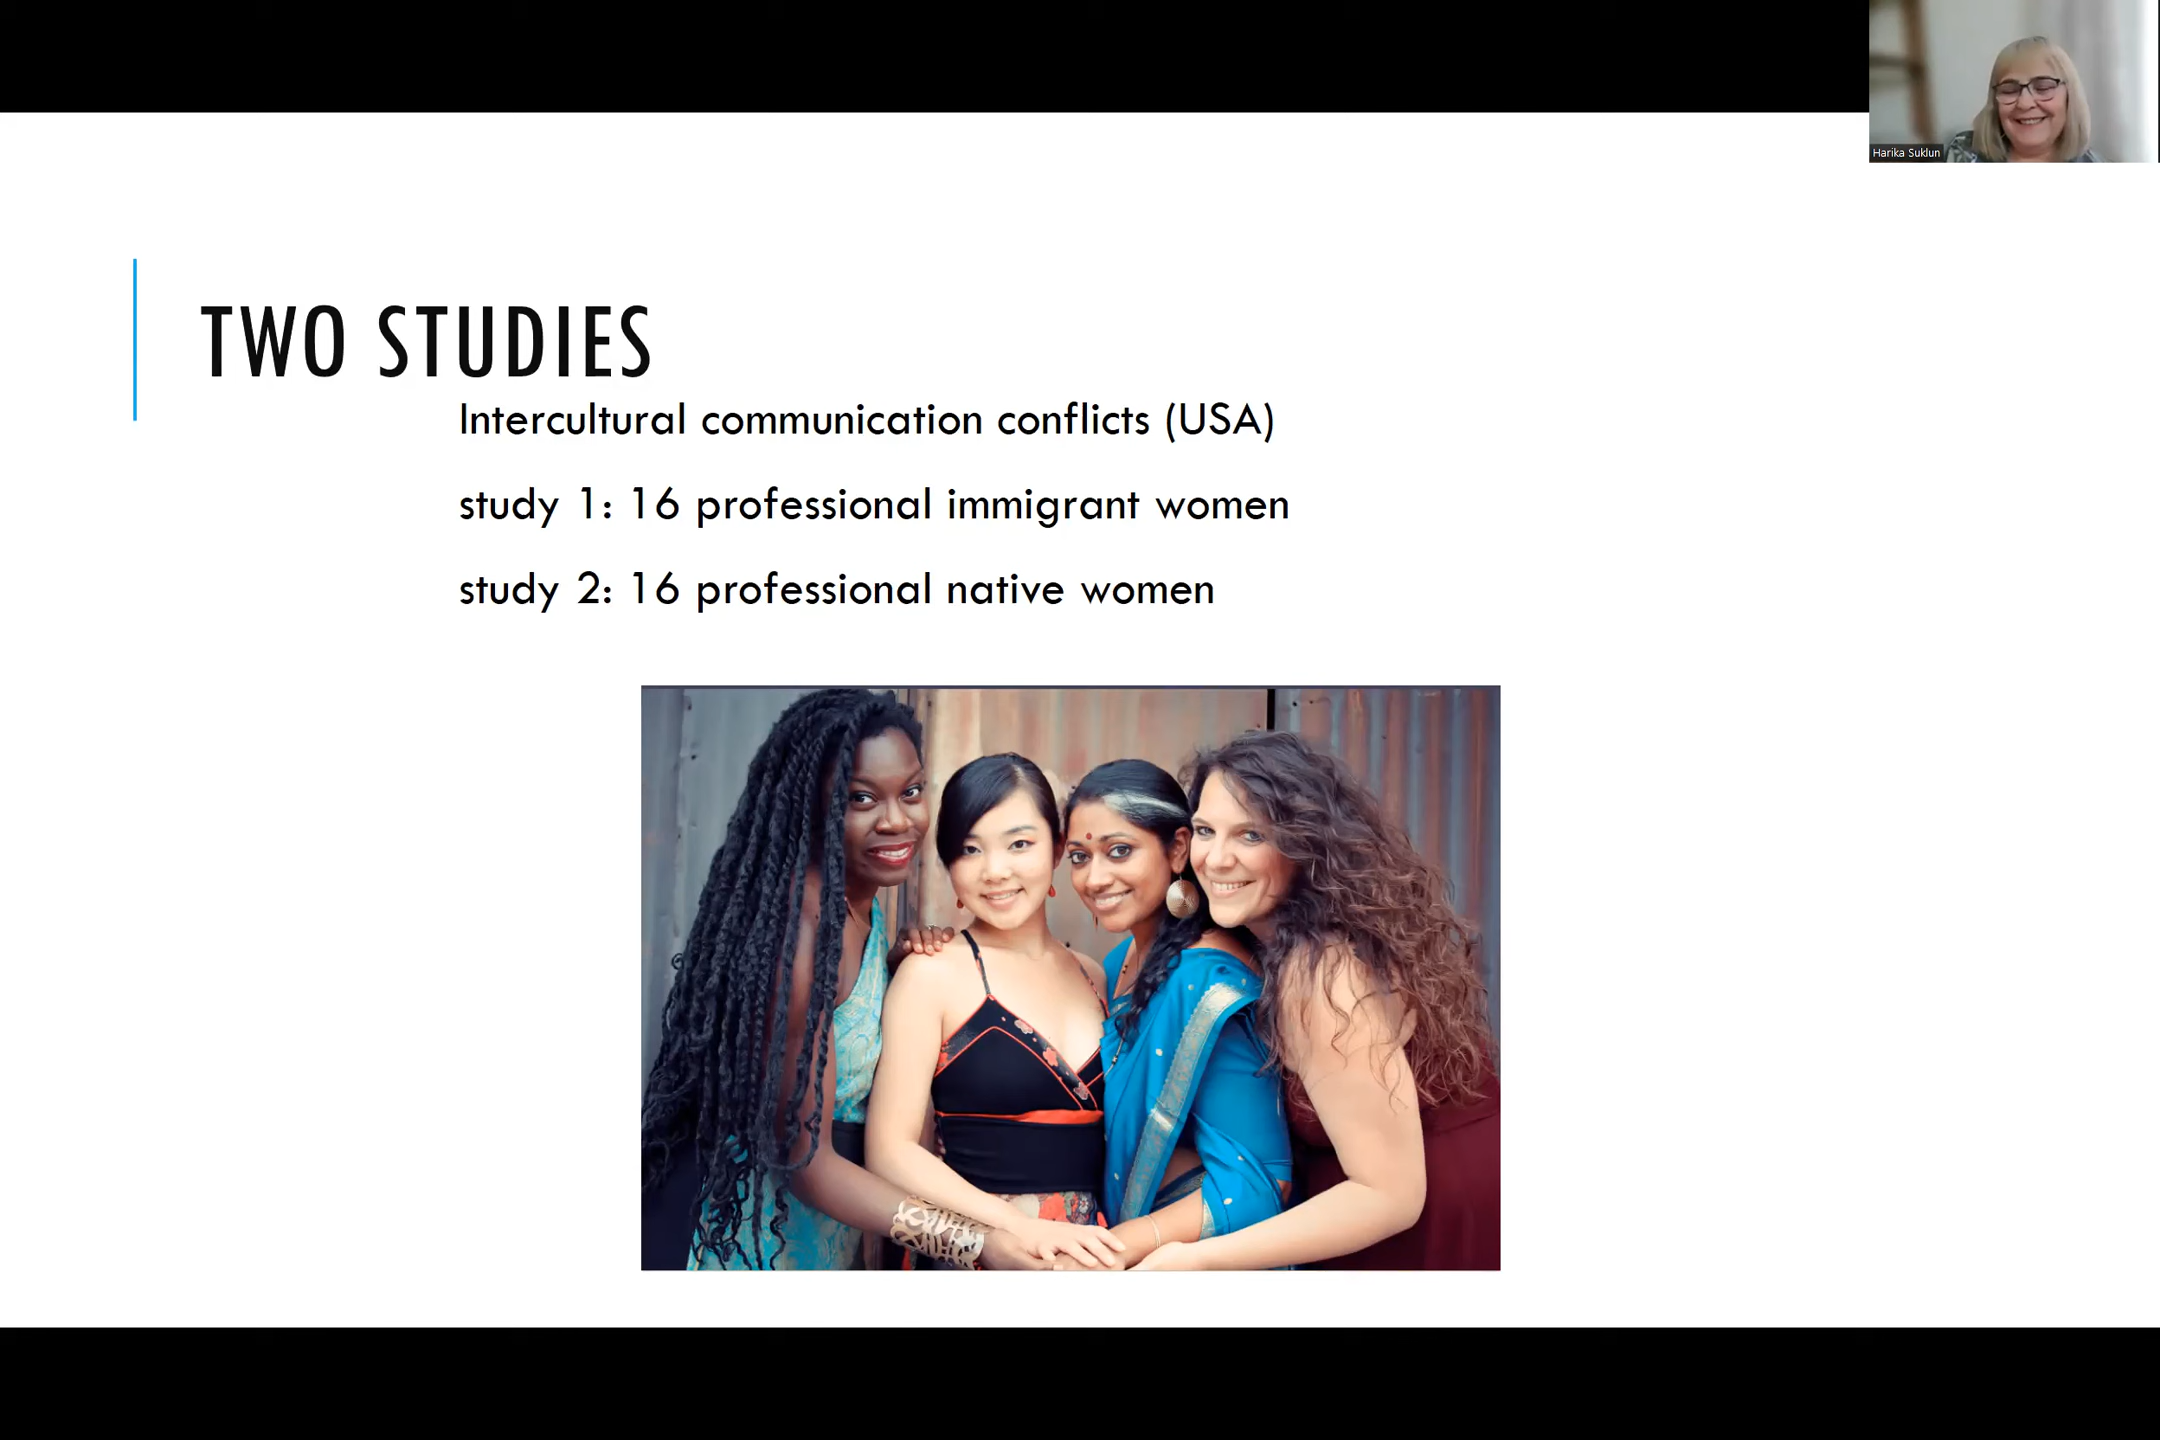 Harika Suklun
TWO STUDIES
Intercultural communication conflicts (USA)
study 1: 16 professional immigrant women
study 2: 16 professional native women